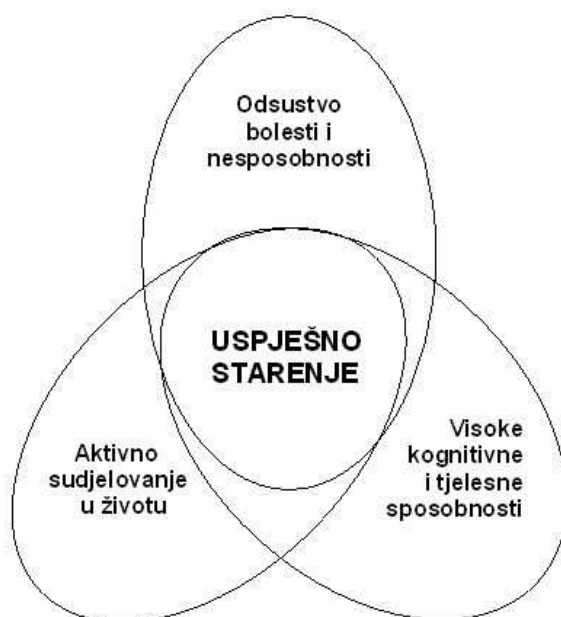 Odsustvo
bolesti i
nesposobnosti
USPJEŠNO
STARENJE
Aktivno
sudjelovanje
u životu
Visoke
kognitivne
i tjelesne
sposobnosti